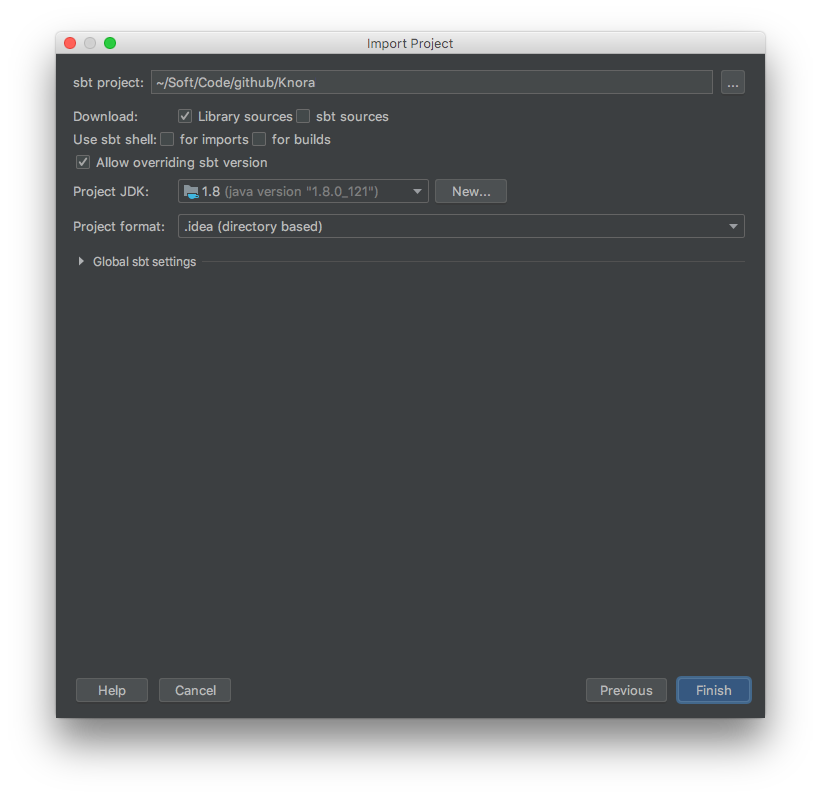 Import Project
sbt project: ~/Soft/Code/github/Knora ...
Download: Library sources sbt sources
Use sbt shell: for imports for builds
Allow overriding sbt version
Project JDK: 1.8 (java version "1.8.0_121") New...
Project format: .idea (directory based)
Global sbt settings
Help Cancel Previous Finish